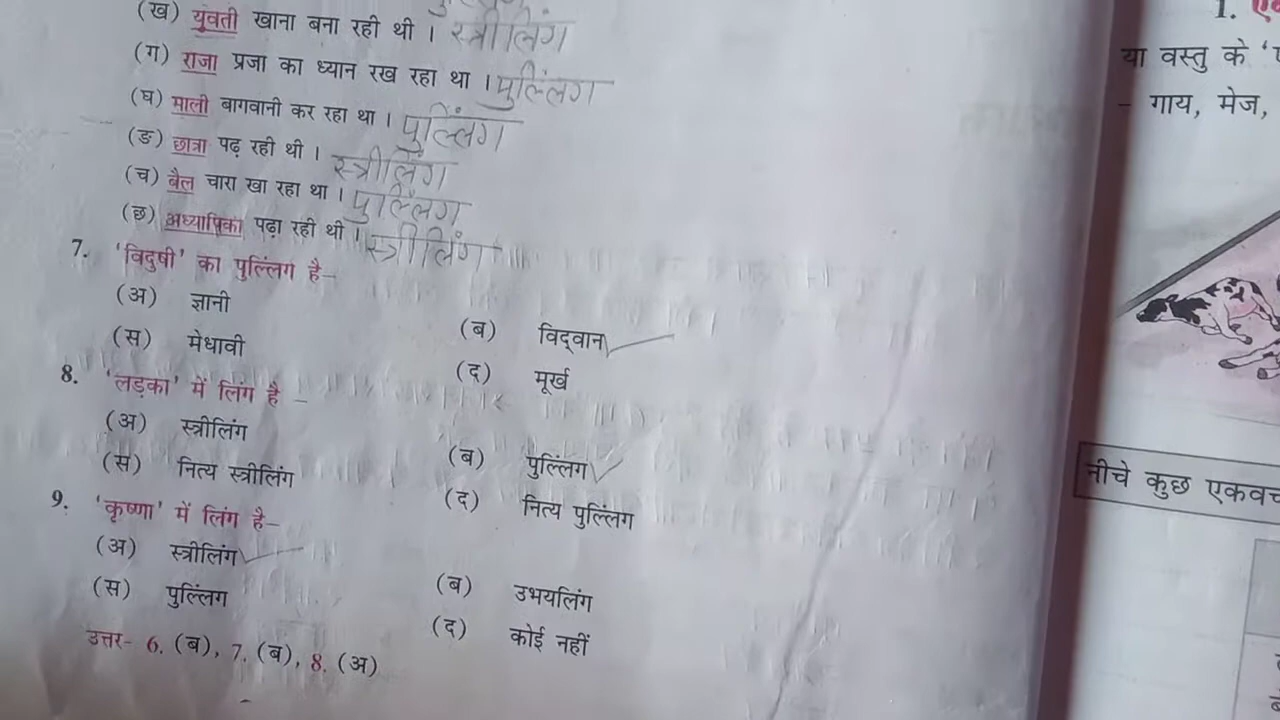 (ख) युवती खाना बना रही थी । स्त्रीलिंग
(ग) राजा प्रजा का ध्यान रख रहा था । पुल्लिंग
(घ) माली बागवानी कर रहा था । पुल्लिंग
(ङ) छात्रा पढ़ रही थी । स्त्रीलिंग
(च) बैल चारा खा रहा था । पुल्लिंग
(छ) अध्यापिका पढ़ा रही थी । स्त्रीलिंग
7. 'विदुषी' का पुल्लिंग है–
(अ) ज्ञानी
(ब) विद्वान
(स) मेधावी
(द) मूर्ख
8. 'लड़का' में लिंग है –
(अ) स्त्रीलिंग
(ब) पुल्लिंग
(स) नित्य स्त्रीलिंग
(द) नित्य पुल्लिंग
9. 'कृष्णा' में लिंग है–
(अ) स्त्रीलिंग
(ब) उभयलिंग
(स) पुल्लिंग
(द) कोई नहीं
उत्तर- 6. (ब), 7. (ब), 8. (अ)
1.
या वस्तु के
– गाय, मेज,
नीचे कुछ एकवच